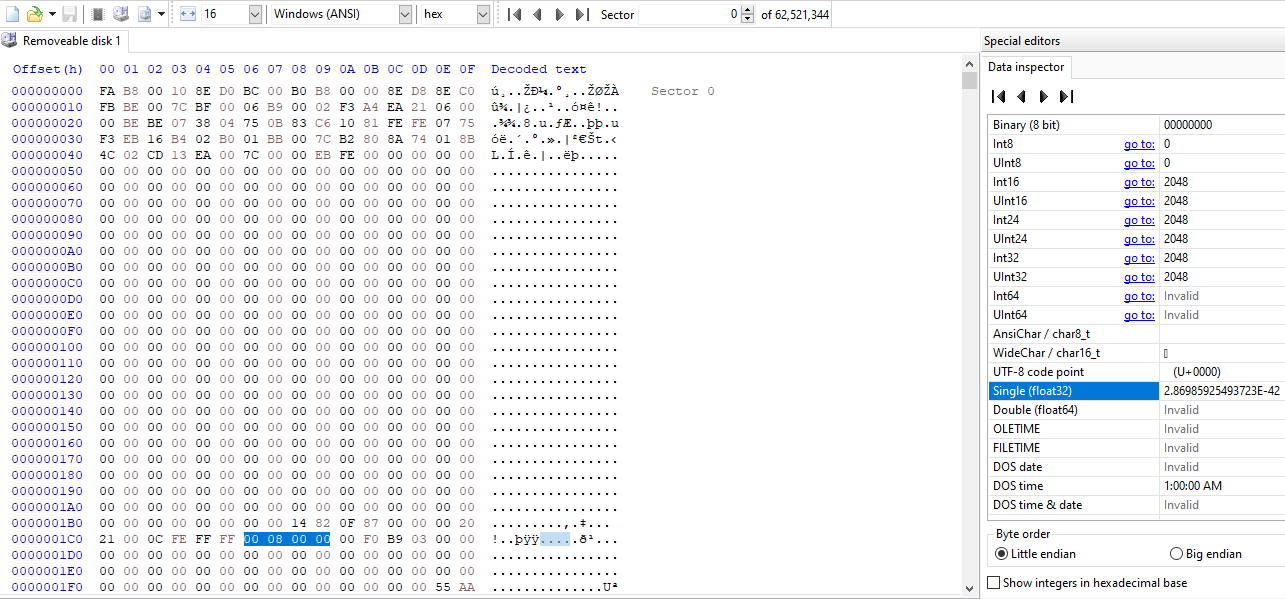 16 Windows (ANSI) hex Sector 0 of 62,521,344
Removeable disk 1
Offset(h) 00 01 02 03 04 05 06 07 08 09 0A 0B 0C 0D 0E 0F Decoded text
000000000 FA B8 00 10 8E D0 BC 00 B0 B8 00 00 8E D8 8E C0 ú¸..ŽÐ¼.°¸..ŽØŽÀ Sector 0
000000010 FB BE 00 7C BF 00 06 B9 00 02 F3 A4 EA 21 06 00 û¾.|¿..¹..ó¤ê!..
000000020 00 BE BE 07 38 04 75 0B 83 C6 10 81 FE FE 07 75 .¾¾.8.u.ƒÆ..þþ.u
000000030 F3 EB 16 B4 02 B0 01 BB 00 7C B2 80 8A 74 01 8B óë.´.°.».|²€Št.‹
000000040 4C 02 CD 13 EA 00 7C 00 00 EB FE 00 00 00 00 00 L.Í.ê.|..ëþ.....
000000050 00 00 00 00 00 00 00 00 00 00 00 00 00 00 00 00 ................
000000060 00 00 00 00 00 00 00 00 00 00 00 00 00 00 00 00 ................
000000070 00 00 00 00 00 00 00 00 00 00 00 00 00 00 00 00 ................
000000080 00 00 00 00 00 00 00 00 00 00 00 00 00 00 00 00 ................
000000090 00 00 00 00 00 00 00 00 00 00 00 00 00 00 00 00 ................
0000000A0 00 00 00 00 00 00 00 00 00 00 00 00 00 00 00 00 ................
0000000B0 00 00 00 00 00 00 00 00 00 00 00 00 00 00 00 00 ................
0000000C0 00 00 00 00 00 00 00 00 00 00 00 00 00 00 00 00 ................
0000000D0 00 00 00 00 00 00 00 00 00 00 00 00 00 00 00 00 ................
0000000E0 00 00 00 00 00 00 00 00 00 00 00 00 00 00 00 00 ................
0000000F0 00 00 00 00 00 00 00 00 00 00 00 00 00 00 00 00 ................
000000100 00 00 00 00 00 00 00 00 00 00 00 00 00 00 00 00 ................
000000110 00 00 00 00 00 00 00 00 00 00 00 00 00 00 00 00 ................
000000120 00 00 00 00 00 00 00 00 00 00 00 00 00 00 00 00 ................
000000130 00 00 00 00 00 00 00 00 00 00 00 00 00 00 00 00 ................
000000140 00 00 00 00 00 00 00 00 00 00 00 00 00 00 00 00 ................
000000150 00 00 00 00 00 00 00 00 00 00 00 00 00 00 00 00 ................
000000160 00 00 00 00 00 00 00 00 00 00 00 00 00 00 00 00 ................
000000170 00 00 00 00 00 00 00 00 00 00 00 00 00 00 00 00 ................
000000180 00 00 00 00 00 00 00 00 00 00 00 00 00 00 00 00 ................
000000190 00 00 00 00 00 00 00 00 00 00 00 00 00 00 00 00 ................
0000001A0 00 00 00 00 00 00 00 00 00 00 00 00 00 00 00 00 ................
0000001B0 00 00 00 00 00 00 00 00 14 82 0F 87 00 00 00 20 .........‚.‡...
0000001C0 21 00 0C FE FF FF 00 08 00 00 00 F0 B9 03 00 00 !..þÿÿ.....ð¹...
0000001D0 00 00 00 00 00 00 00 00 00 00 00 00 00 00 00 00 ................
0000001E0 00 00 00 00 00 00 00 00 00 00 00 00 00 00 00 00 ................
0000001F0 00 00 00 00 00 00 00 00 00 00 00 00 00 00 55 AA ..............Uª
Special editors
Data inspector
Binary (8 bit) 00000000
Int8 go to: 0
UInt8 go to: 0
Int16 go to: 2048
UInt16 go to: 2048
Int24 go to: 2048
UInt24 go to: 2048
Int32 go to: 2048
UInt32 go to: 2048
Int64 go to: Invalid
UInt64 go to: Invalid
AnsiChar / char8_t
WideChar / char16_t
UTF-8 code point (U+0000)
Single (float32) 2.86985925493723E-42
Double (float64) Invalid
OLETIME Invalid
FILETIME Invalid
DOS date Invalid
DOS time 1:00:00 AM
DOS time & date Invalid
Byte order
Little endian Big endian
Show integers in hexadecimal base